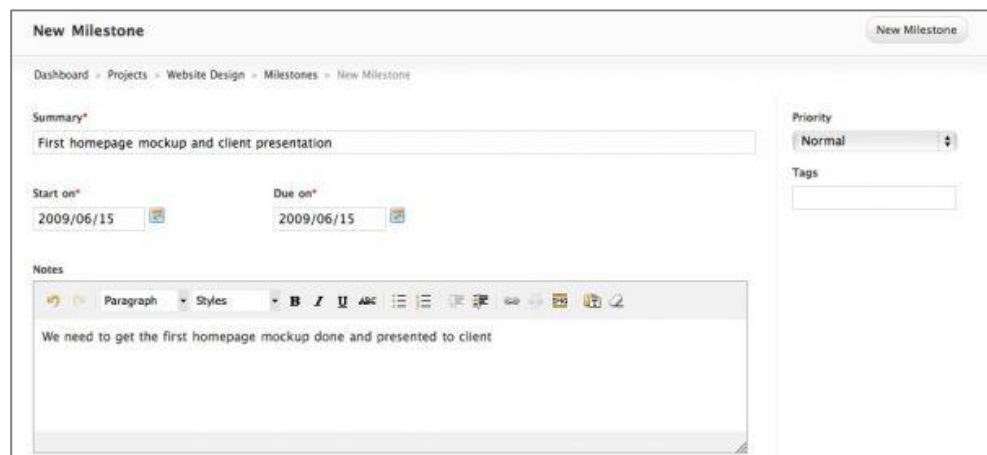 New Milestone
New Milestone
Dashboard » Projects » Website Design » Milestones » New Milestone
Summary*
First homepage mockup and client presentation
Priority
Normal
Tags
Start on*
Due on*
2009/06/15
2009/06/15
Notes
Paragraph
Styles
B I U ABC
We need to get the first homepage mockup done and presented to client